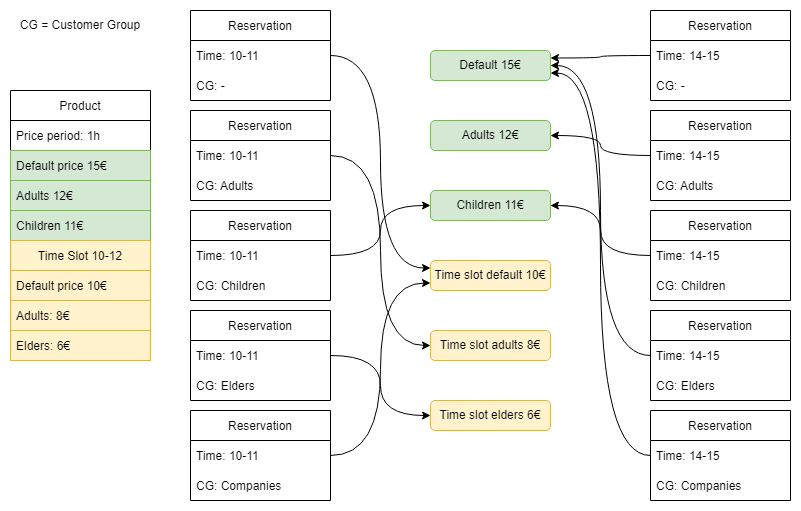 CG = Customer Group
Product
Price period: 1h
Default price 15€
Adults 12€
Children 11€
Time Slot 10-12
Default price 10€
Adults: 8€
Elders: 6€
Reservation
Time: 10-11
CG: -
Reservation
Time: 10-11
CG: Adults
Reservation
Time: 10-11
CG: Children
Reservation
Time: 10-11
CG: Elders
Reservation
Time: 10-11
CG: Companies
Default 15€
Adults 12€
Children 11€
Time slot default 10€
Time slot adults 8€
Time slot elders 6€
Reservation
Time: 14-15
CG: -
Reservation
Time: 14-15
CG: Adults
Reservation
Time: 14-15
CG: Children
Reservation
Time: 14-15
CG: Elders
Reservation
Time: 14-15
CG: Companies